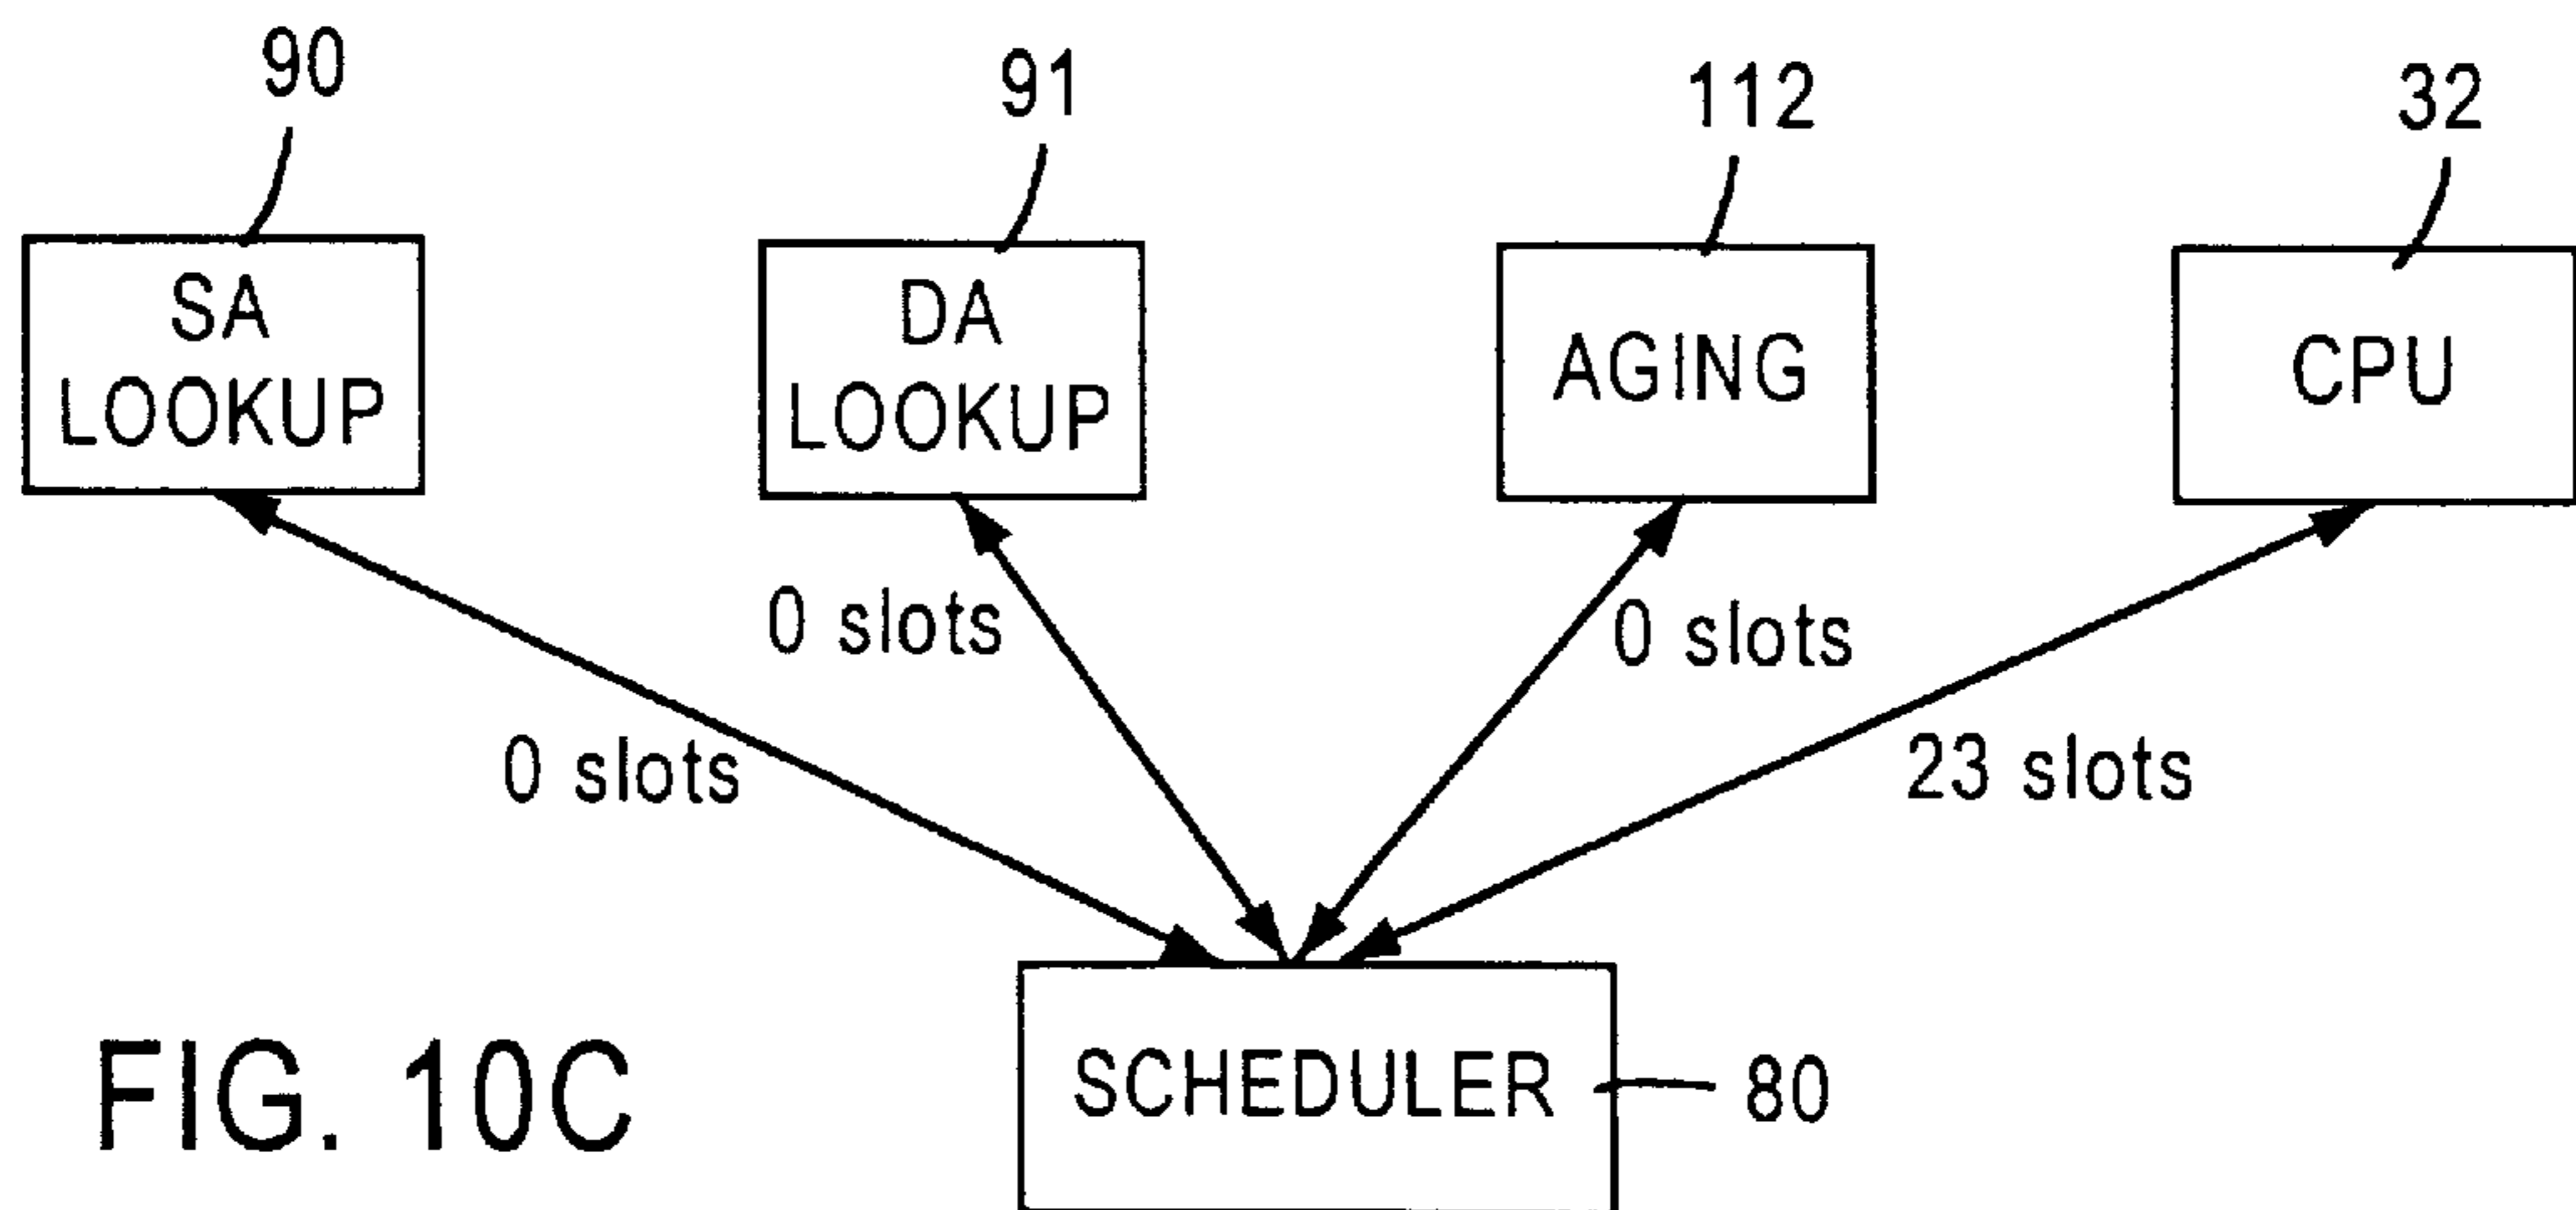 90
91
112
32
SA
LOOKUP
DA
LOOKUP
AGING
CPU
0 slots
0 slots
0 slots
23 slots
SCHEDULER
80
FIG. 10C